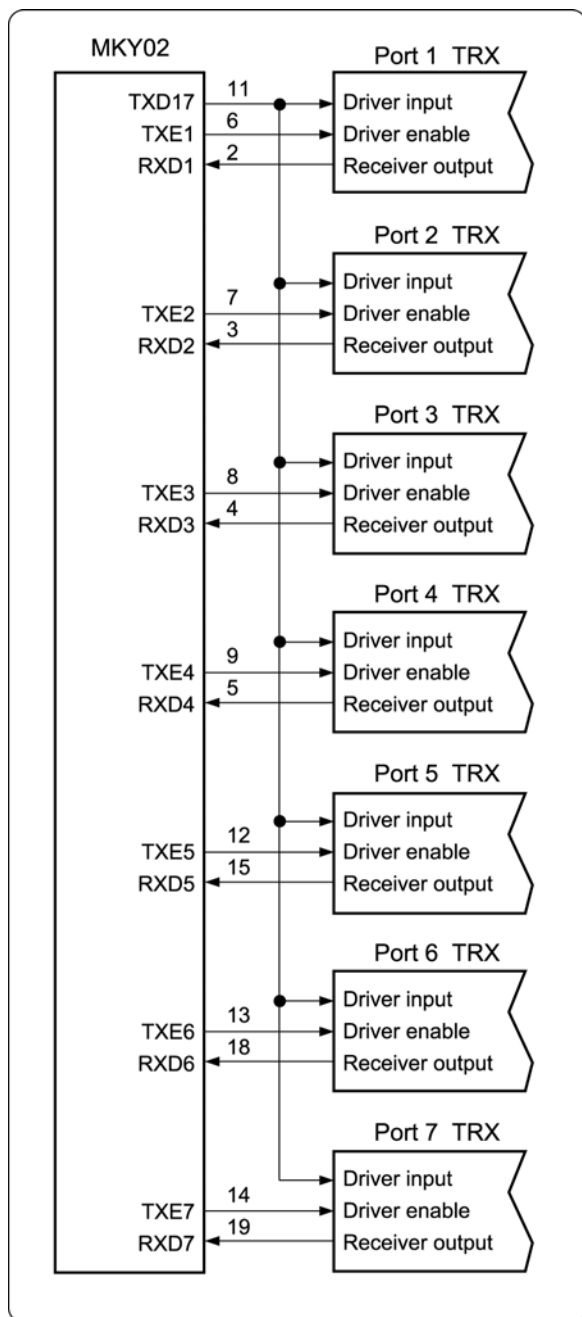 MKY02
Port 1 TRX
TXD17 11 Driver input
TXE1 6 Driver enable
RXD1 2 Receiver output
Port 2 TRX
Driver input
TXE2 7 Driver enable
RXD2 3 Receiver output
Port 3 TRX
Driver input
TXE3 8 Driver enable
RXD3 4 Receiver output
Port 4 TRX
Driver input
TXE4 9 Driver enable
RXD4 5 Receiver output
Port 5 TRX
Driver input
TXE5 12 Driver enable
RXD5 15 Receiver output
Port 6 TRX
Driver input
TXE6 13 Driver enable
RXD6 18 Receiver output
Port 7 TRX
Driver input
TXE7 14 Driver enable
RXD7 19 Receiver output